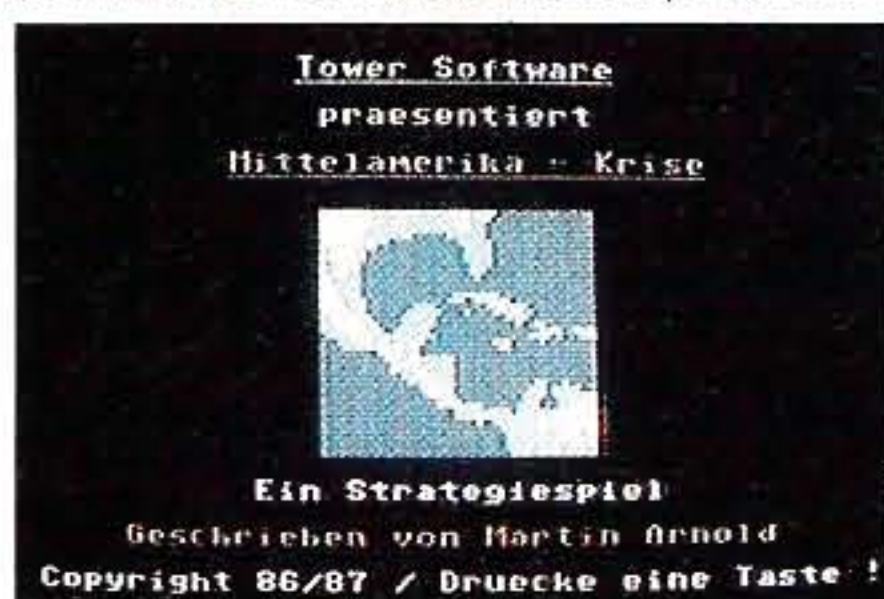 Tower Software
praesentiert
Mittelamerika - Krise
Ein Strategiespiel
Geschrieben von Martin Arnold
Copyright 86/87 / Druecke eine Taste !